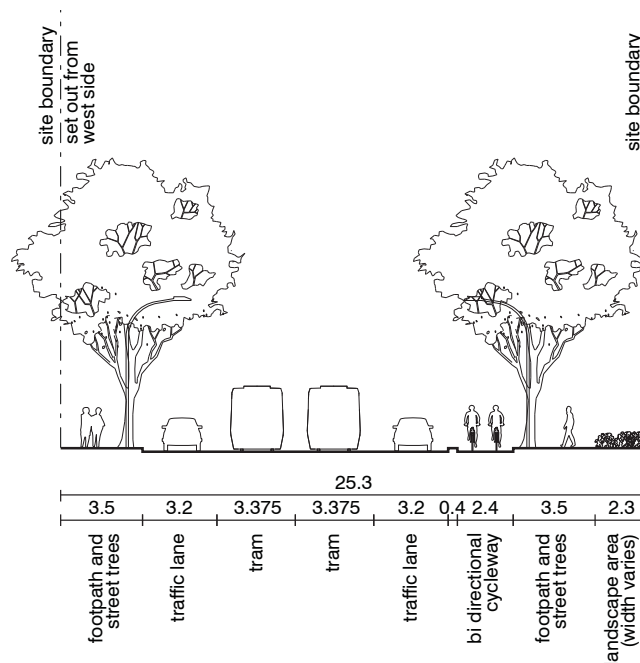 site boundary
set out from
west side
site boundary
25.3
3.5
3.2
3.375
3.375
3.2
0.4
2.4
3.5
2.3
footpath and
street trees
traffic lane
tram
tram
traffic lane
bi directional
cycleway
footpath and
street trees
andscape area
(width varies)